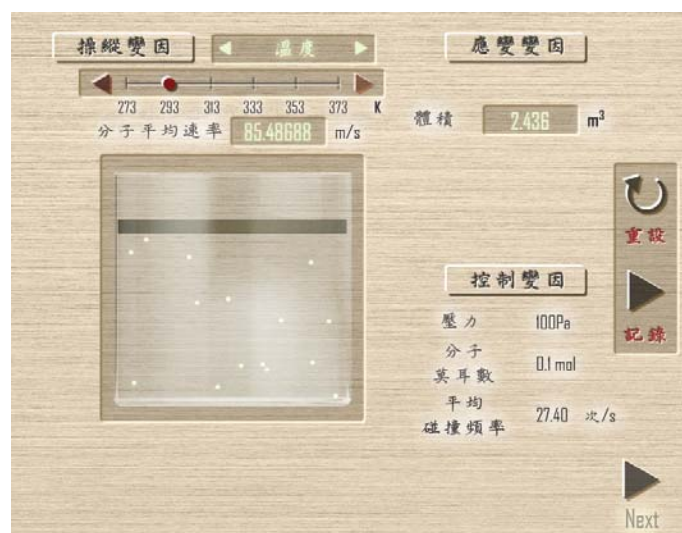 操縱變因 溫度 應變變因
273 293 313 333 353 373 K
分子平均速率 85.48688 m/s
體積 2.436 m³
重設
控制變因
壓力 100Pa
記錄
分子
莫耳數 0.1 mol
平均
碰撞頻率 27.40 次/s
Next